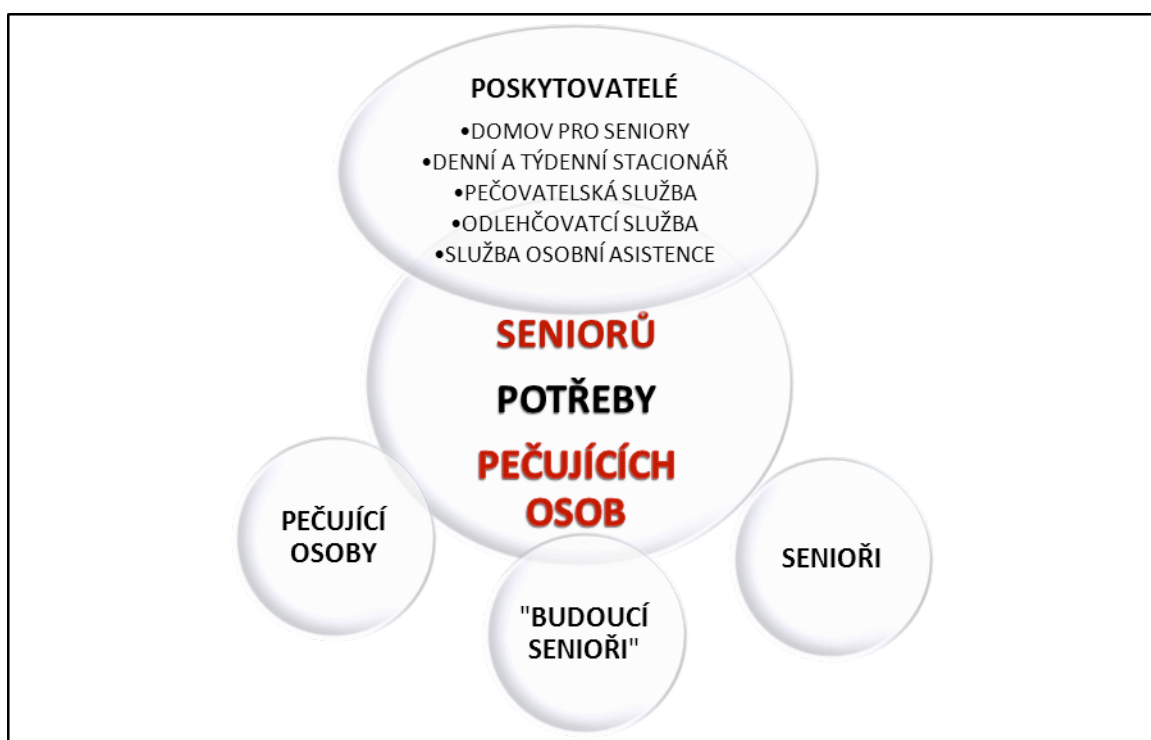 POSKYTOVATELÉ
•DOMOV PRO SENIORY
•DENNÍ A TÝDENNÍ STACIONÁŘ
•PEČOVATELSKÁ SLUŽBA
•ODLEHČOVATCÍ SLUŽBA
•SLUŽBA OSOBNÍ ASISTENCE
SENIORŮ
POTŘEBY
PEČUJÍCÍCH
OSOB
PEČUJÍCÍ
OSOBY
"BUDOUCÍ
SENIOŘI"
SENIOŘI